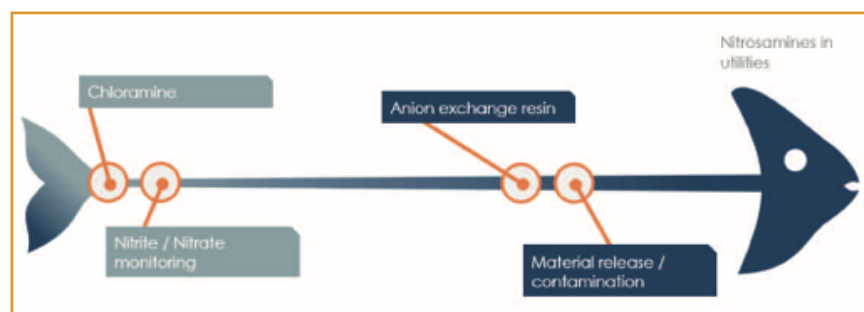 Nitrosamines in
utilities
Chloramine
Anion exchange resin
Nitrite / Nitrate
monitoring
Material release /
contamination